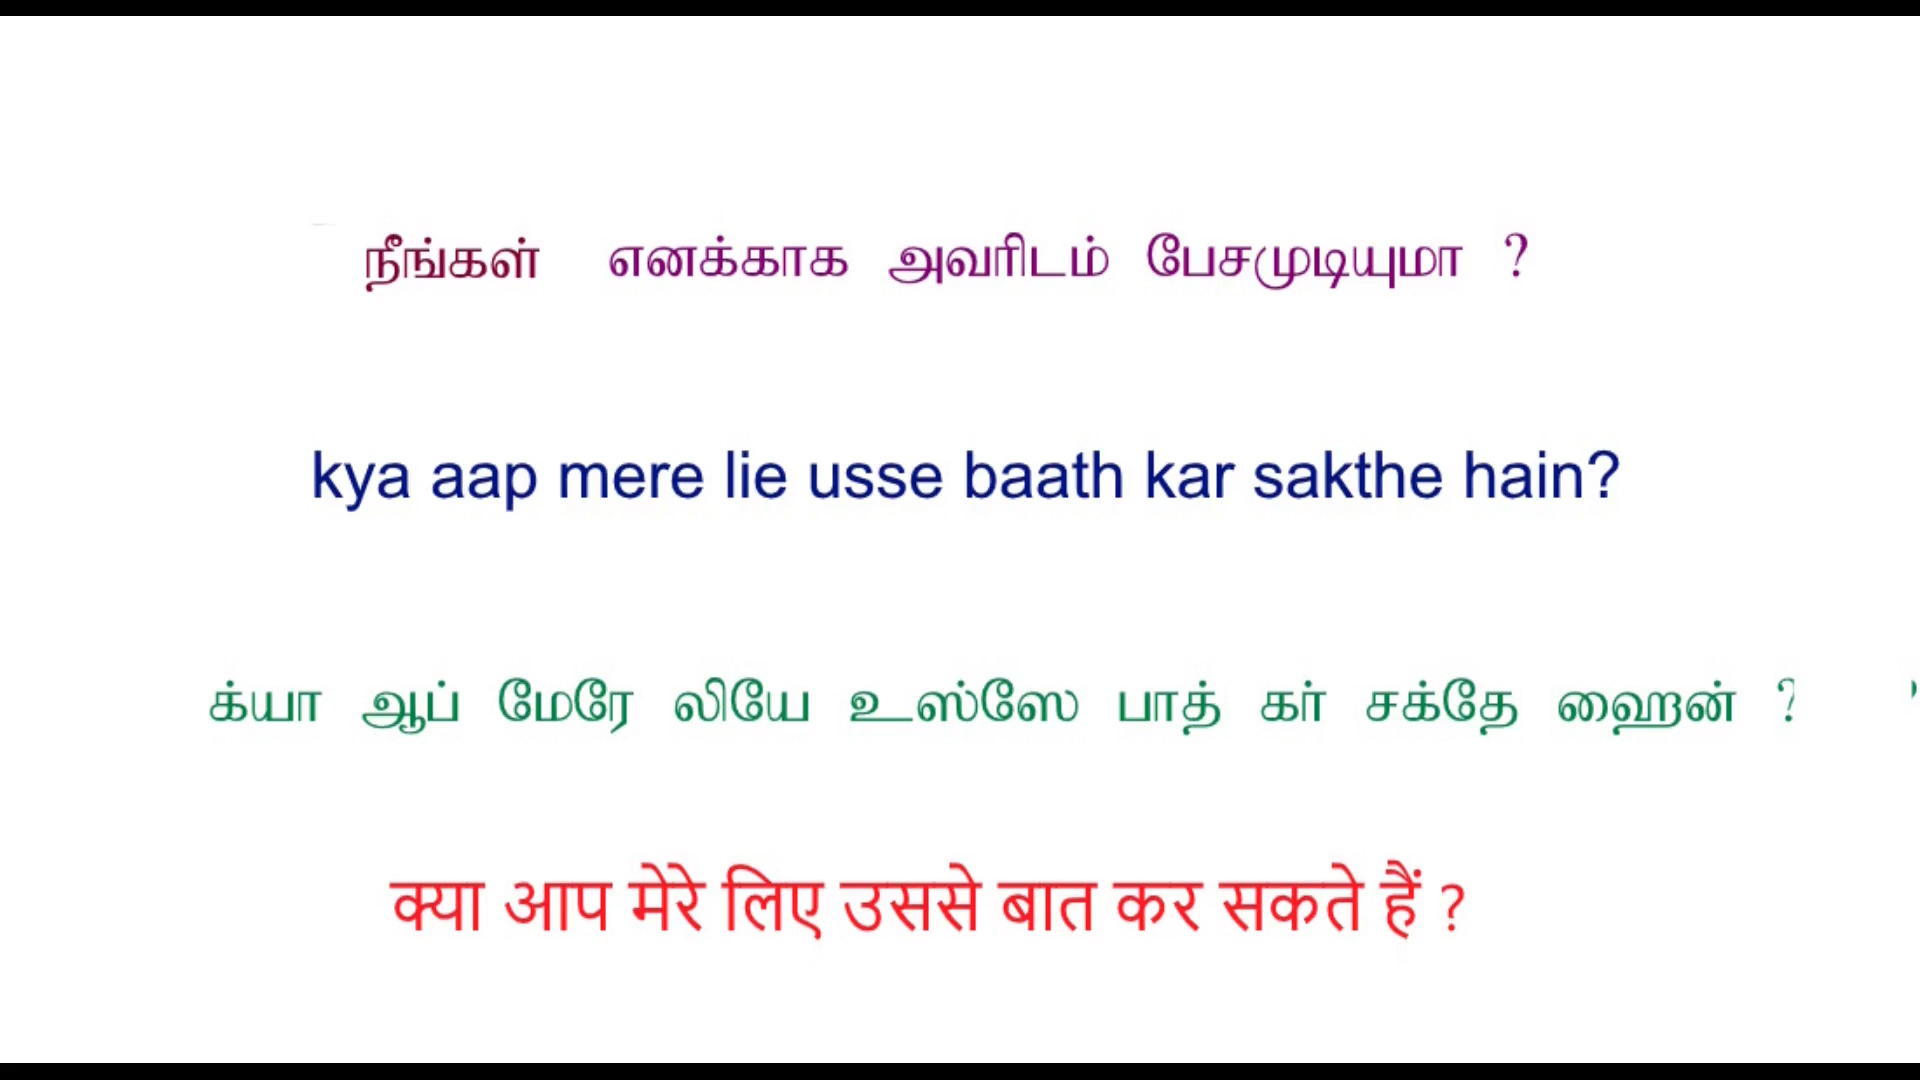 நீங்கள் எனக்காக அவரிடம் பேசமுடியுமா ?
kya aap mere lie usse baath kar sakthe hain?
க்யா ஆப் மேரே லியே உஸ்ஸே பாத் கர் சக்தே ஹைன் ?
क्या आप मेरे लिए उससे बात कर सकते हैं ?